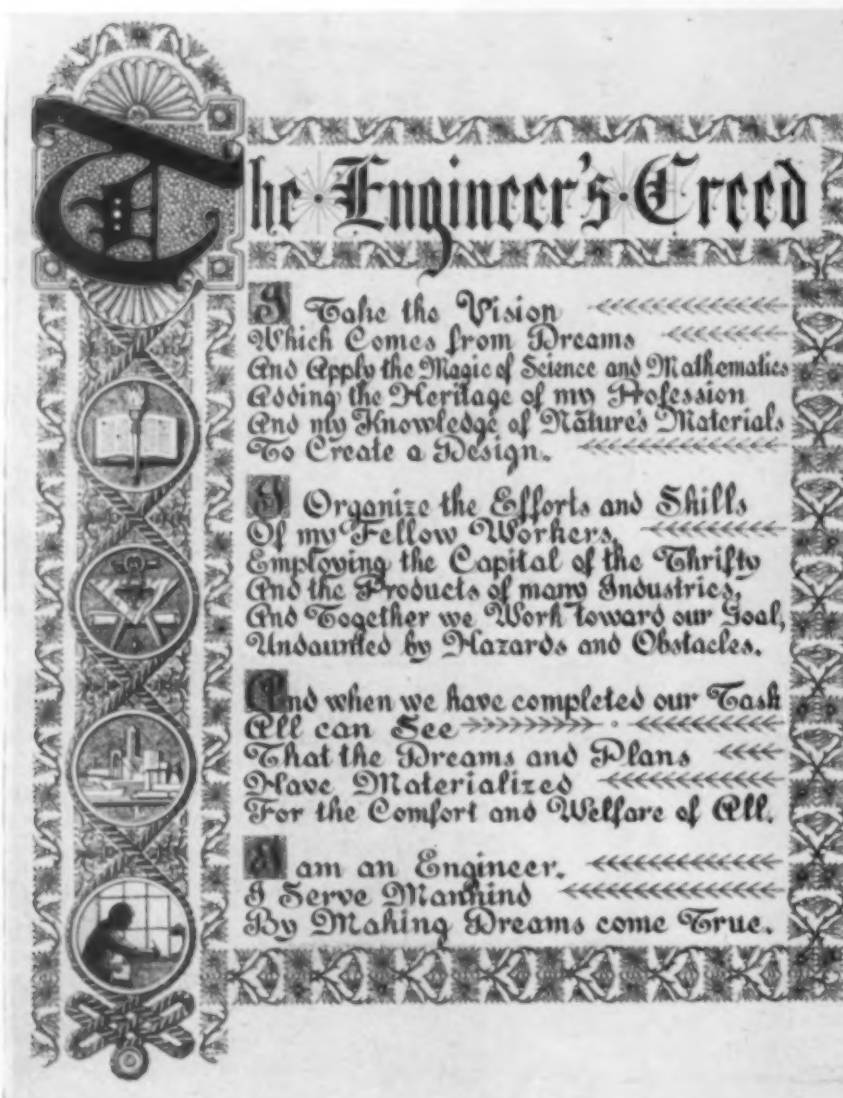 The · Engineer's · Creed
I Take the Vision
Which Comes from Dreams
And Apply the Magic of Science and Mathematics
Adding the Heritage of my Profession
And my Knowledge of Nature's Materials
To Create a Design.
I Organize the Efforts and Skills
Of my Fellow Workers,
Employing the Capital of the Thrifty
And the Products of many Industries,
And Together we Work toward our Goal,
Undaunted by Hazards and Obstacles.
And when we have completed our Task
All can See
That the Dreams and Plans
Have Materialized
For the Comfort and Welfare of All.
I am an Engineer.
I Serve Mankind
By Making Dreams come True.